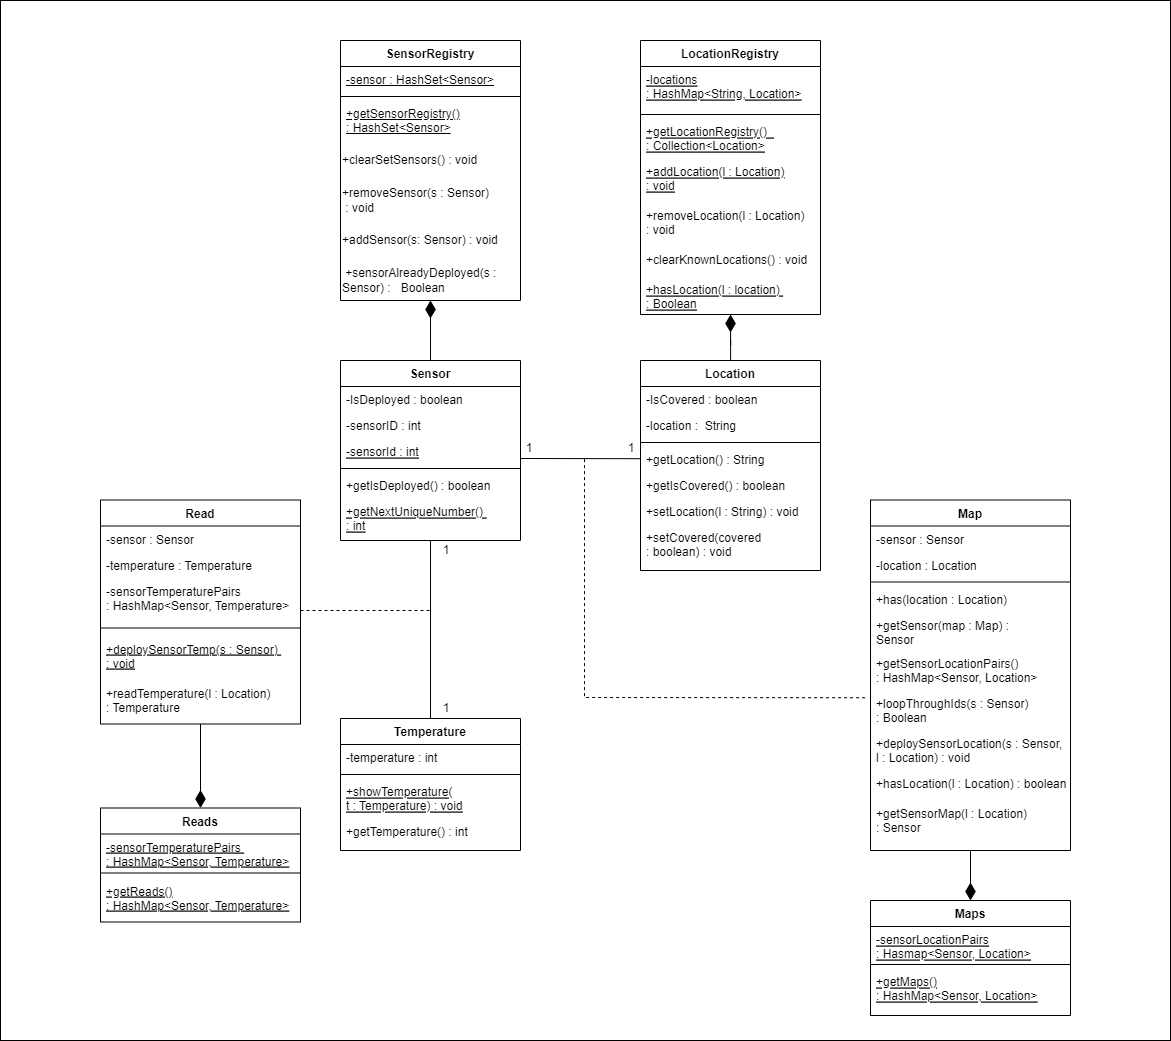 SensorRegistry
-sensor : HashSet<Sensor>
+getSensorRegistry()
: HashSet<Sensor>
+clearSetSensors() : void
+removeSensor(s : Sensor)
: void
+addSensor(s: Sensor) : void
+sensorAlreadyDeployed(s :
Sensor) : Boolean
LocationRegistry
-locations
: HashMap<String, Location>
+getLocationRegistry()
: Collection<Location>
+addLocation(l : Location)
: void
+removeLocation(l : Location)
: void
+clearKnownLocations() : void
+hasLocation(l : location)
: Boolean
Sensor
-IsDeployed : boolean
-sensorID : int
-sensorId : int
+getIsDeployed() : boolean
+getNextUniqueNumber()
: int
1
1
Location
-IsCovered : boolean
-location : String
+getLocation() : String
+getIsCovered() : boolean
+setLocation(l : String) : void
+setCovered(covered
: boolean) : void
Read
-sensor : Sensor
-temperature : Temperature
-sensorTemperaturePairs
: HashMap<Sensor, Temperature>
+deploySensorTemp(s : Sensor)
: void
+readTemperature(l : Location)
: Temperature
1
1
Map
-sensor : Sensor
-location : Location
+has(location : Location)
+getSensor(map : Map) :
Sensor
+getSensorLocationPairs()
: HashMap<Sensor, Location>
+loopThroughIds(s : Sensor)
: Boolean
+deploySensorLocation(s : Sensor,
l : Location) : void
+hasLocation(l : Location) : boolean
+getSensorMap(l : Location)
: Sensor
Temperature
-temperature : int
+showTemperature(
t : Temperature) : void
+getTemperature() : int
Reads
-sensorTemperaturePairs
: HashMap<Sensor, Temperature>
+getReads()
: HashMap<Sensor, Temperature>
Maps
-sensorLocationPairs
: Hasmap<Sensor, Location>
+getMaps()
: HashMap<Sensor, Location>